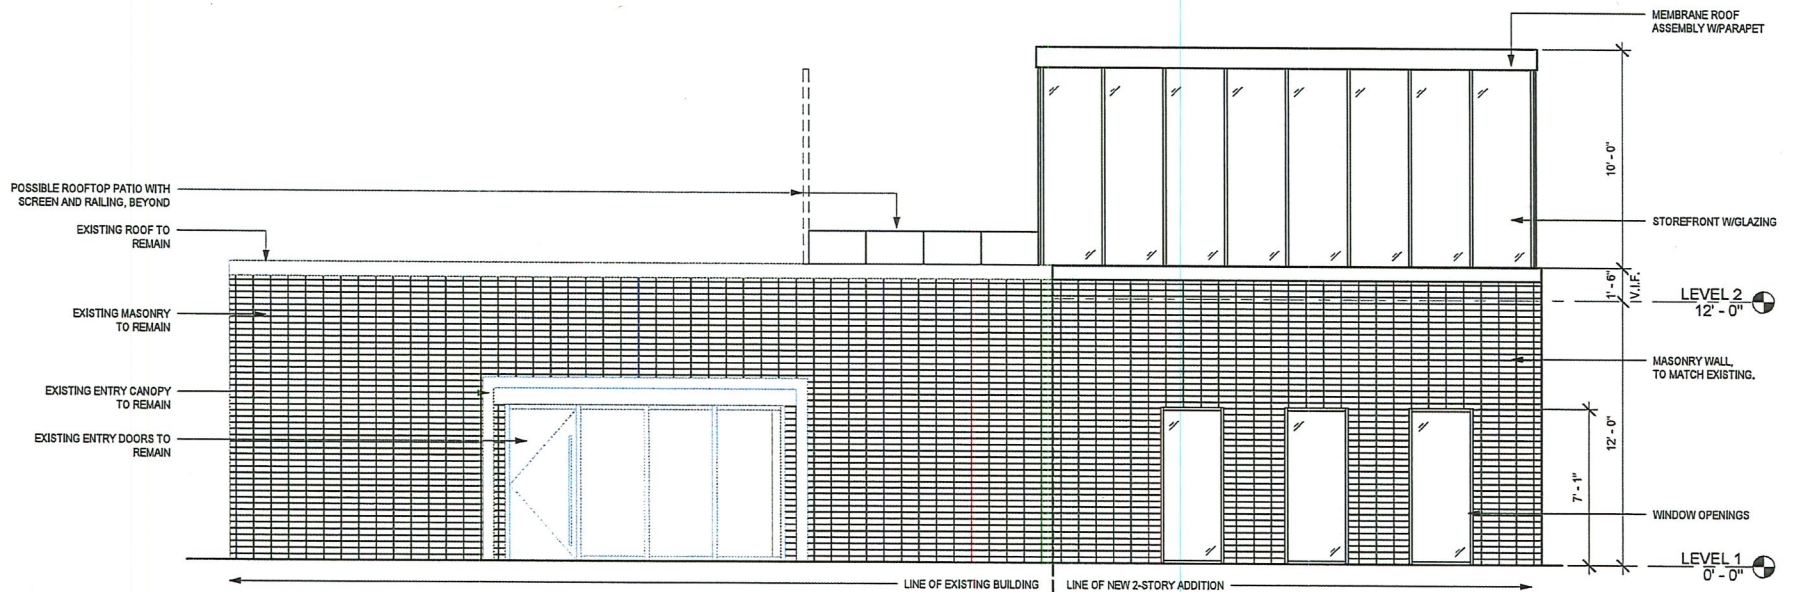 MEMBRANE ROOF
ASSEMBLY W/PARAPET
10' - 0"
POSSIBLE ROOFTOP PATIO WITH
SCREEN AND RAILING, BEYOND
STOREFRONT W/GLAZING
EXISTING ROOF TO
REMAIN
1' - 6"
V.I.F.
LEVEL 2
12' - 0"
EXISTING MASONRY
TO REMAIN
MASONRY WALL,
TO MATCH EXISTING.
EXISTING ENTRY CANOPY
TO REMAIN
EXISTING ENTRY DOORS TO
REMAIN
12' - 0"
7' - 1"
WINDOW OPENINGS
LEVEL 1
0' - 0"
LINE OF EXISTING BUILDING
LINE OF NEW 2-STORY ADDITION